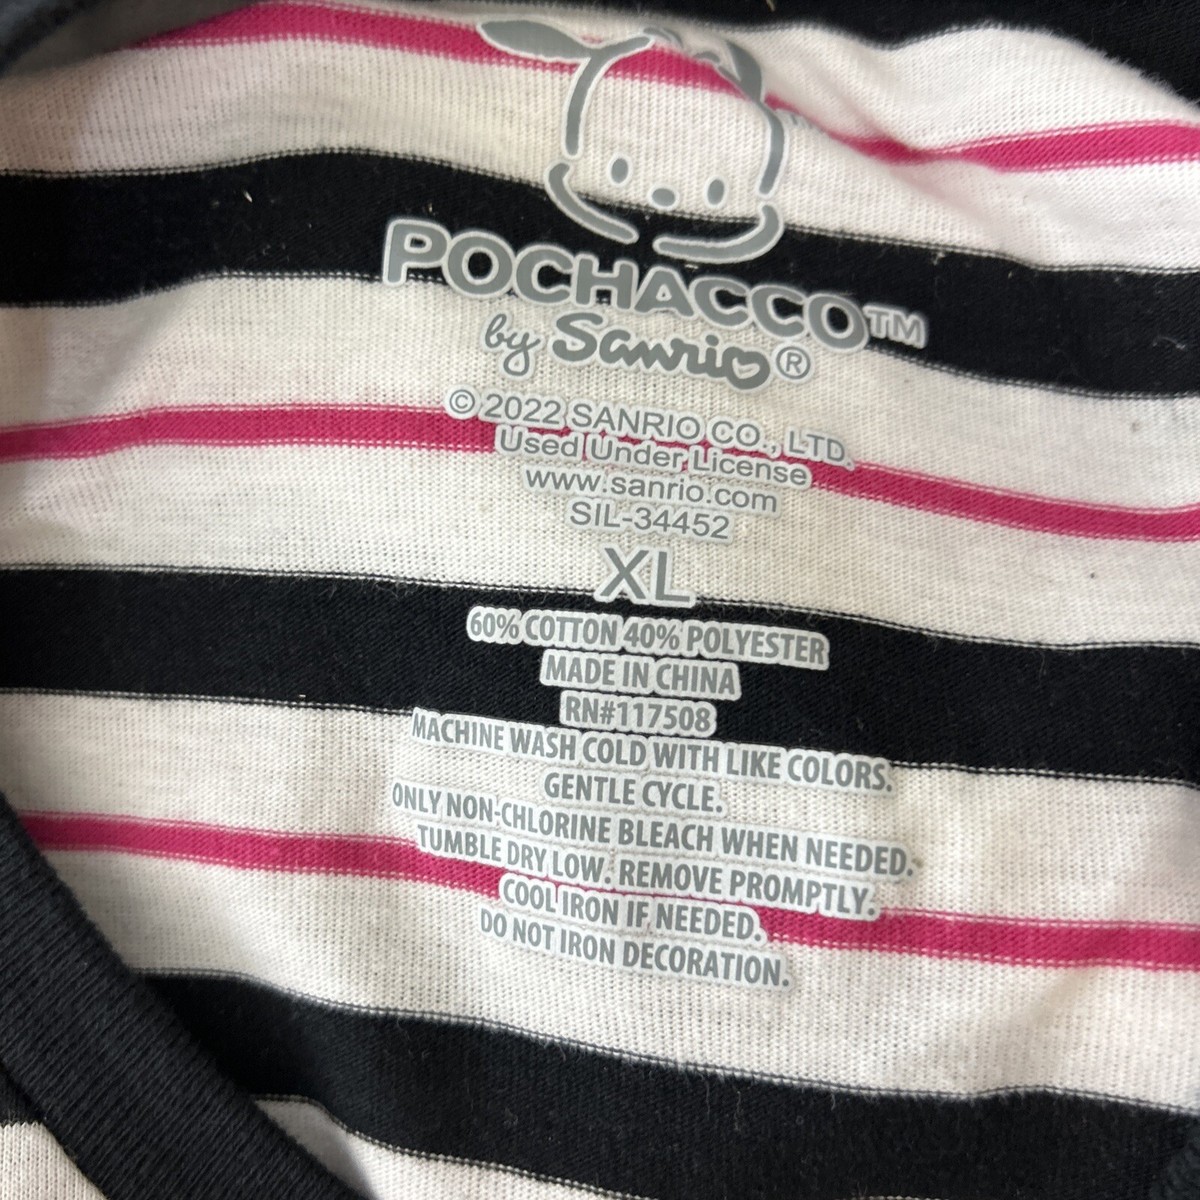 POCHACCO™
by Sanrio®
© 2022 SANRIO CO., LTD.
Used Under License
www.sanrio.com
SIL-34452
XL
60% COTTON 40% POLYESTER
MADE IN CHINA
RN#117508
MACHINE WASH COLD WITH LIKE COLORS.
GENTLE CYCLE.
ONLY NON-CHLORINE BLEACH WHEN NEEDED.
TUMBLE DRY LOW. REMOVE PROMPTLY.
COOL IRON IF NEEDED.
DO NOT IRON DECORATION.